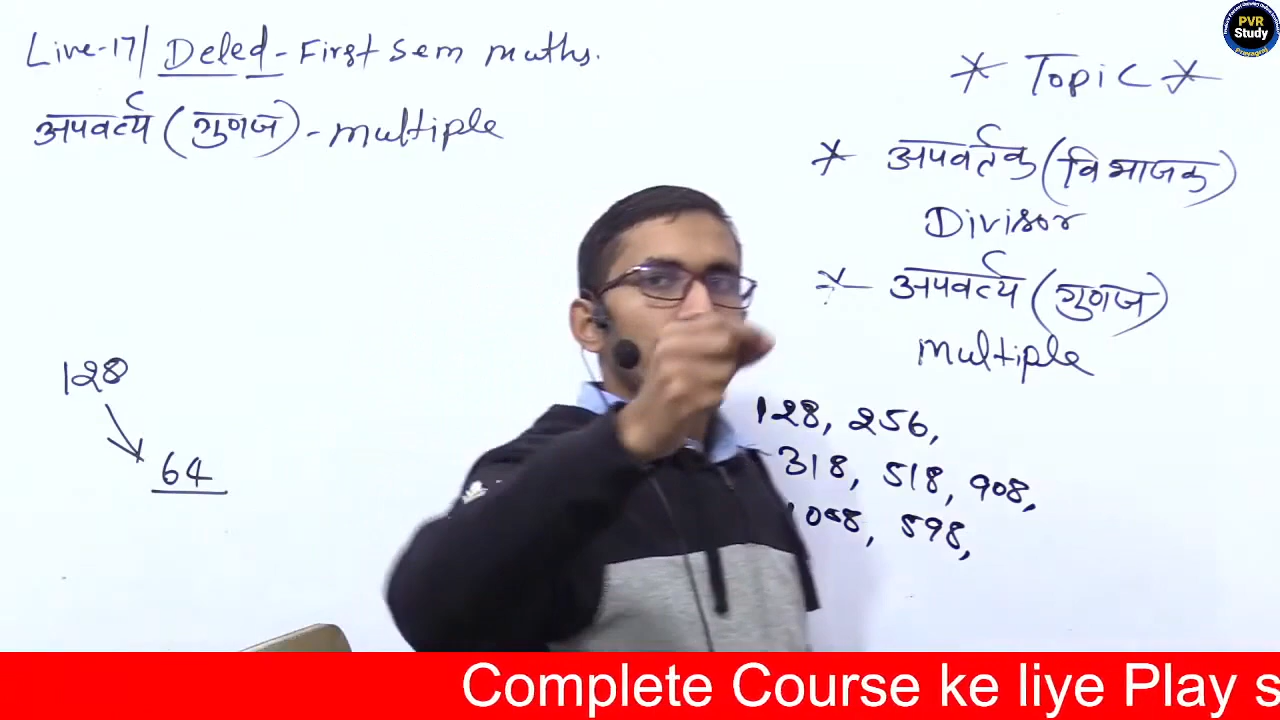 Live-17/ Deled - First sem maths.
अपवर्त्य (गुणज) - multiple
* Topic *
* अपवर्तक (विभाजक)
Divisor
* अपवर्त्य (गुणज)
multiple
128
64
128, 256,
318, 518, 908,
598,
PVR
Study
Prayagraj
Complete Course ke liye Play s